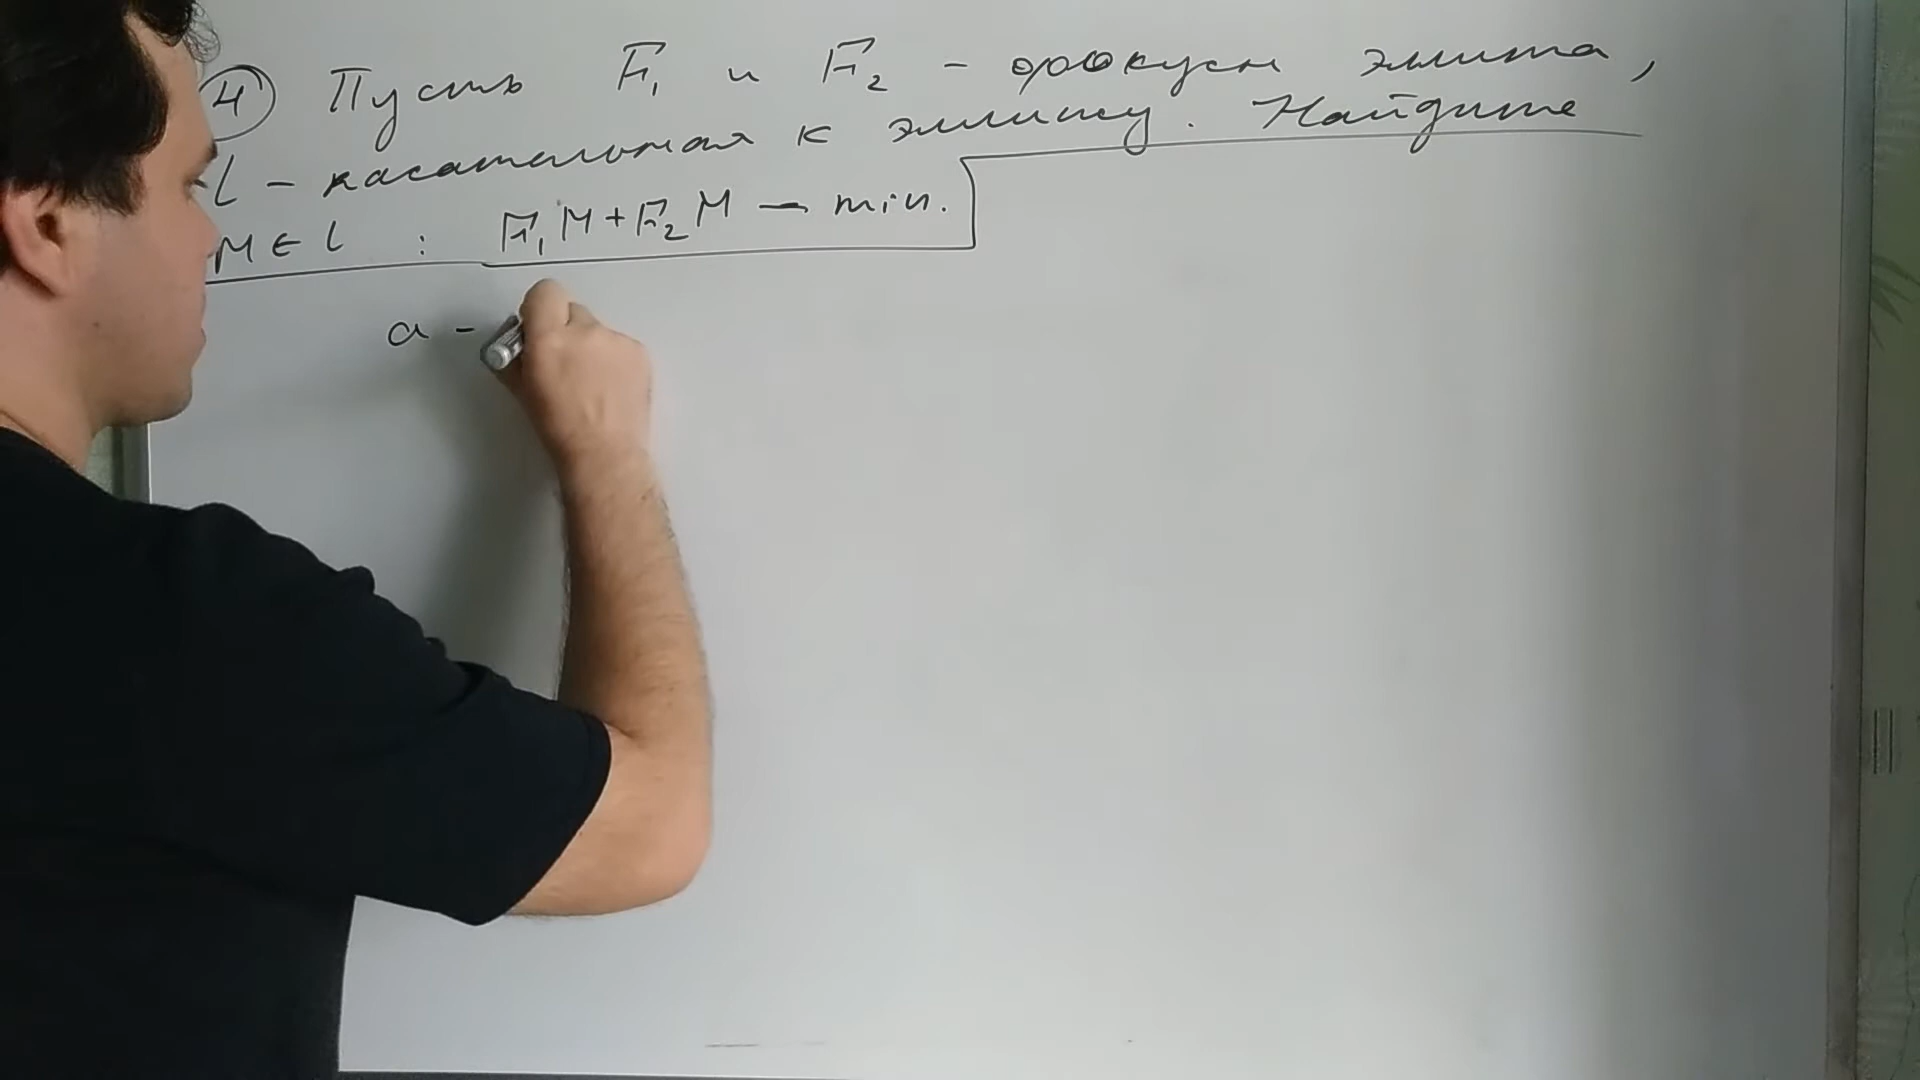 ④ Пусть F₁ и F₂ – фокусы эллипса,
l – касательная к эллипсу. Найдите
M ∈ l : F₁M + F₂M – min.
a –